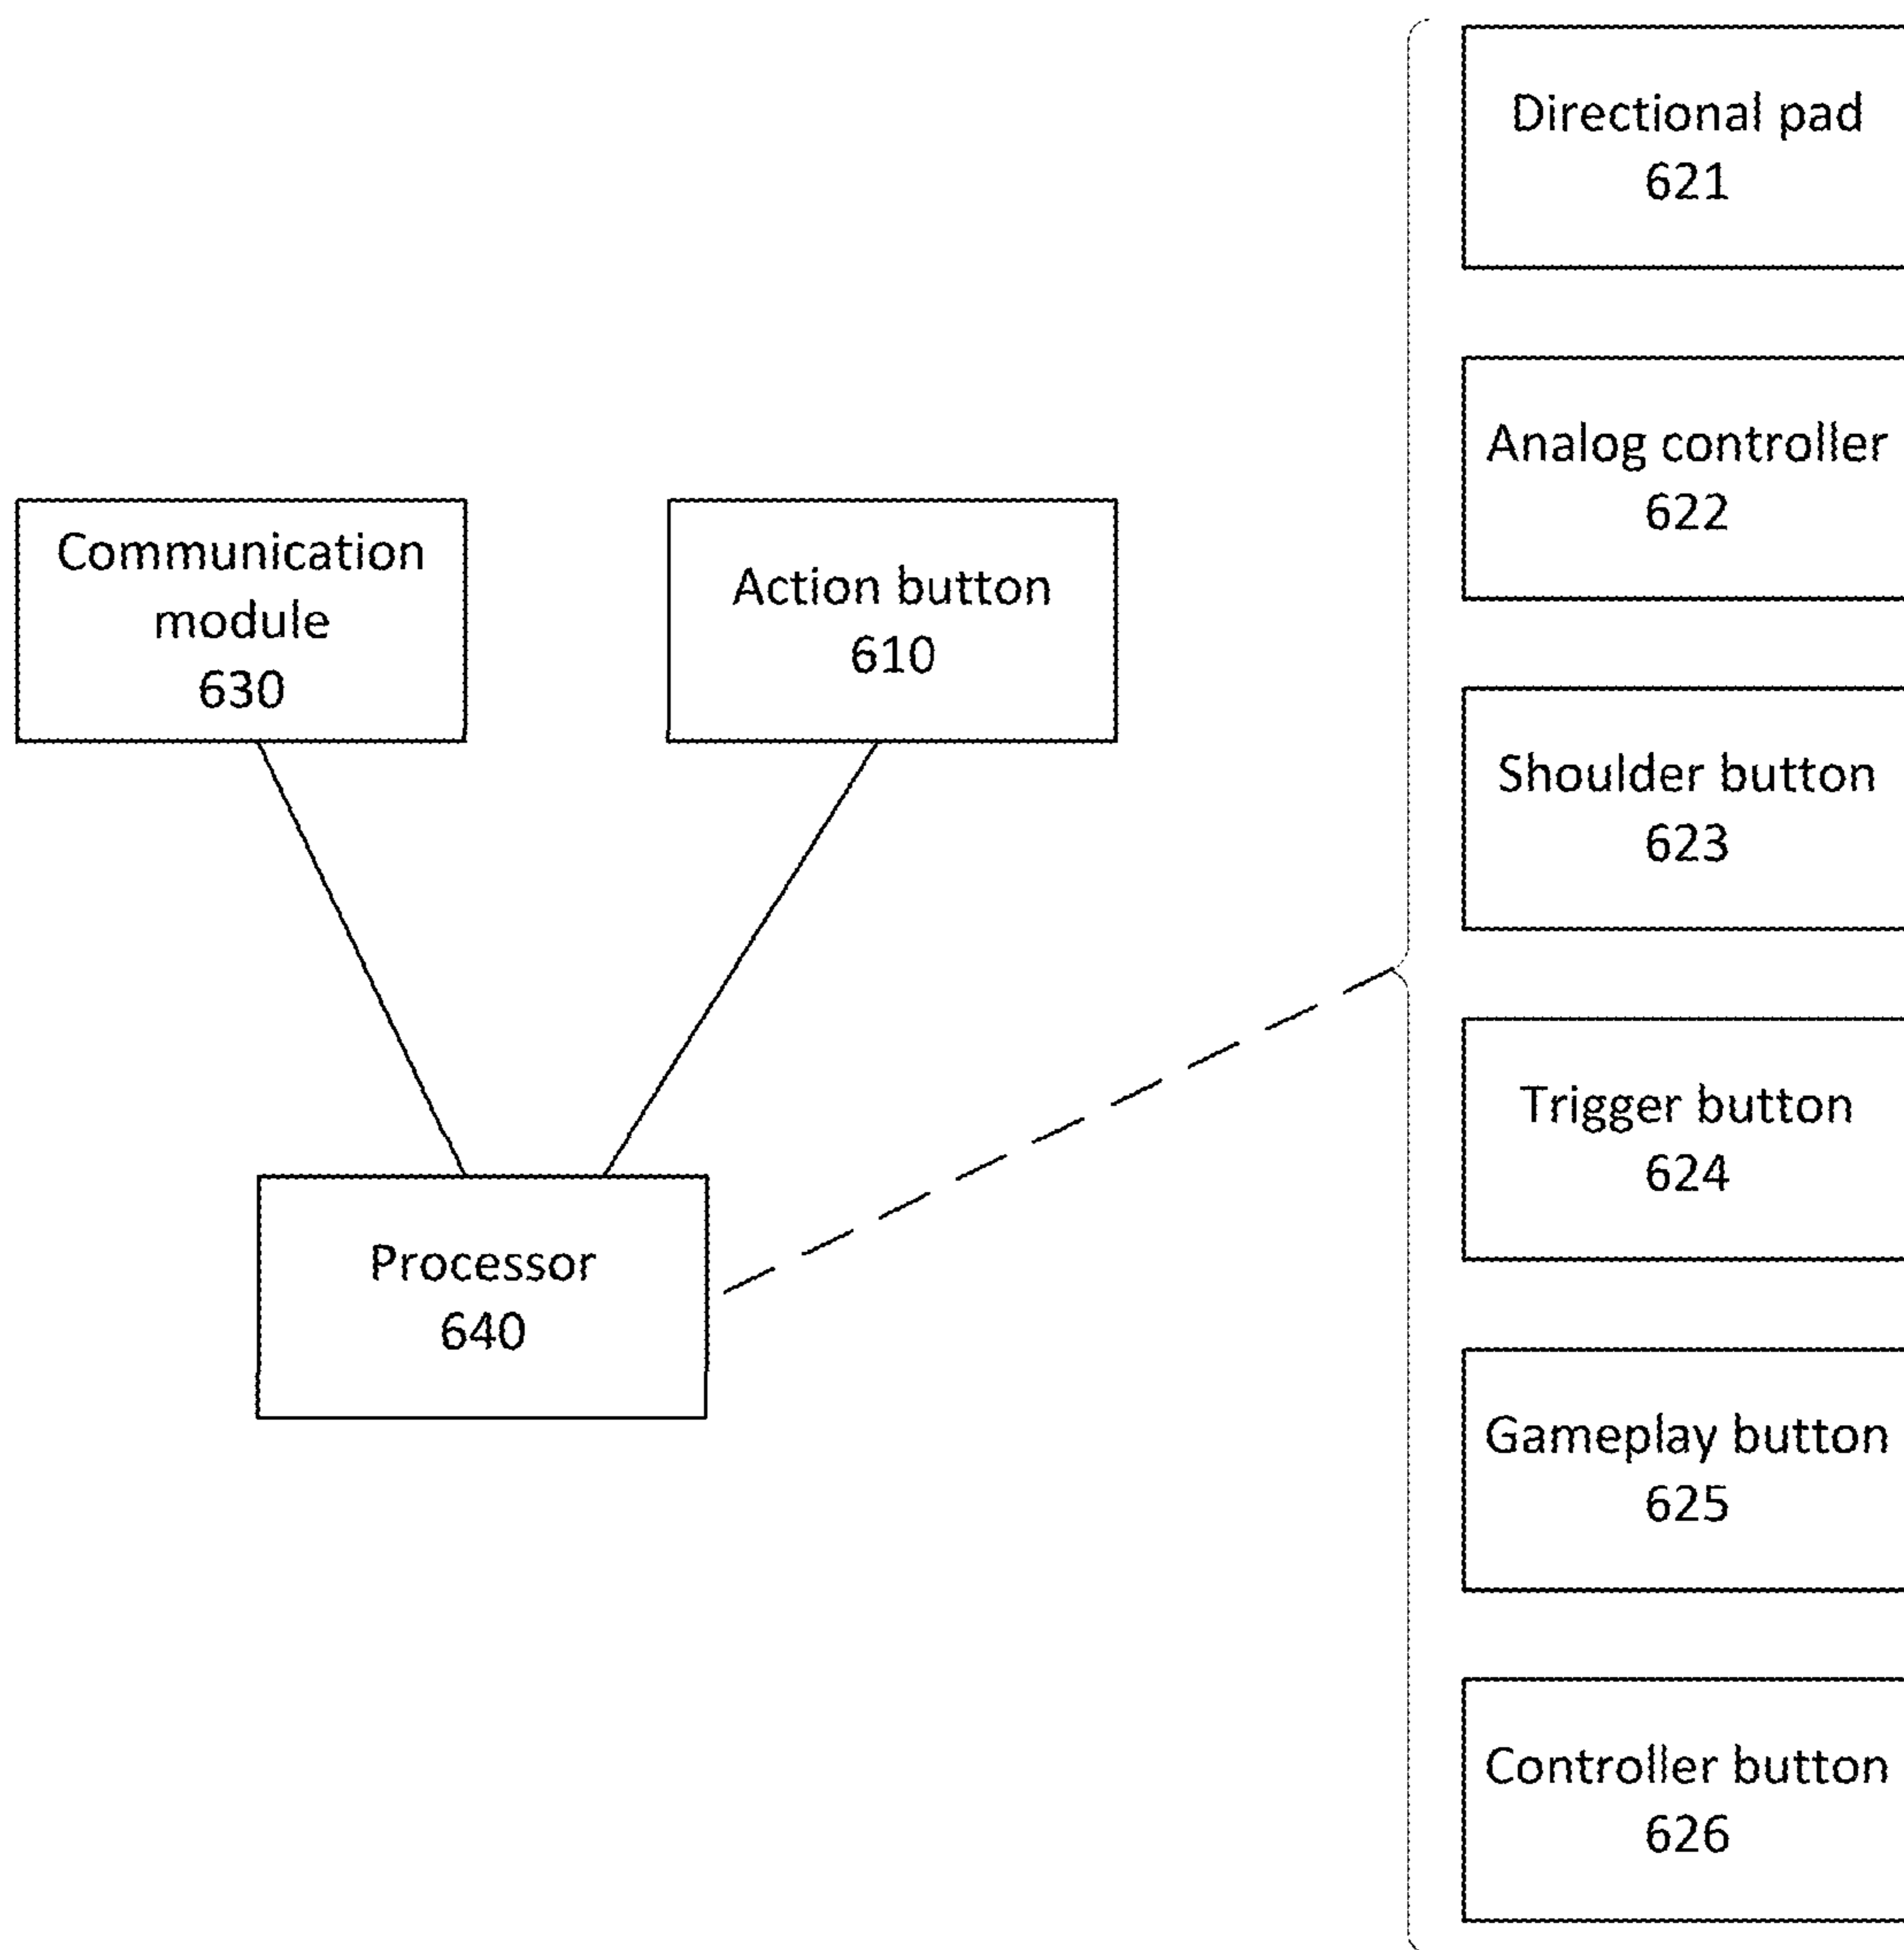 Directional pad
621
Analog controller
622
Communication
module
630
Action button
610
Shoulder button
623
Trigger button
624
Processor
640
Gameplay button
625
Controller button
626